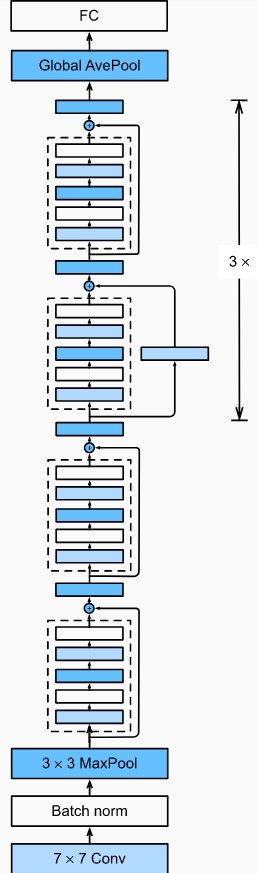 FC
Global AvePool
3 ×
3 × 3 MaxPool
Batch norm
7 × 7 Conv